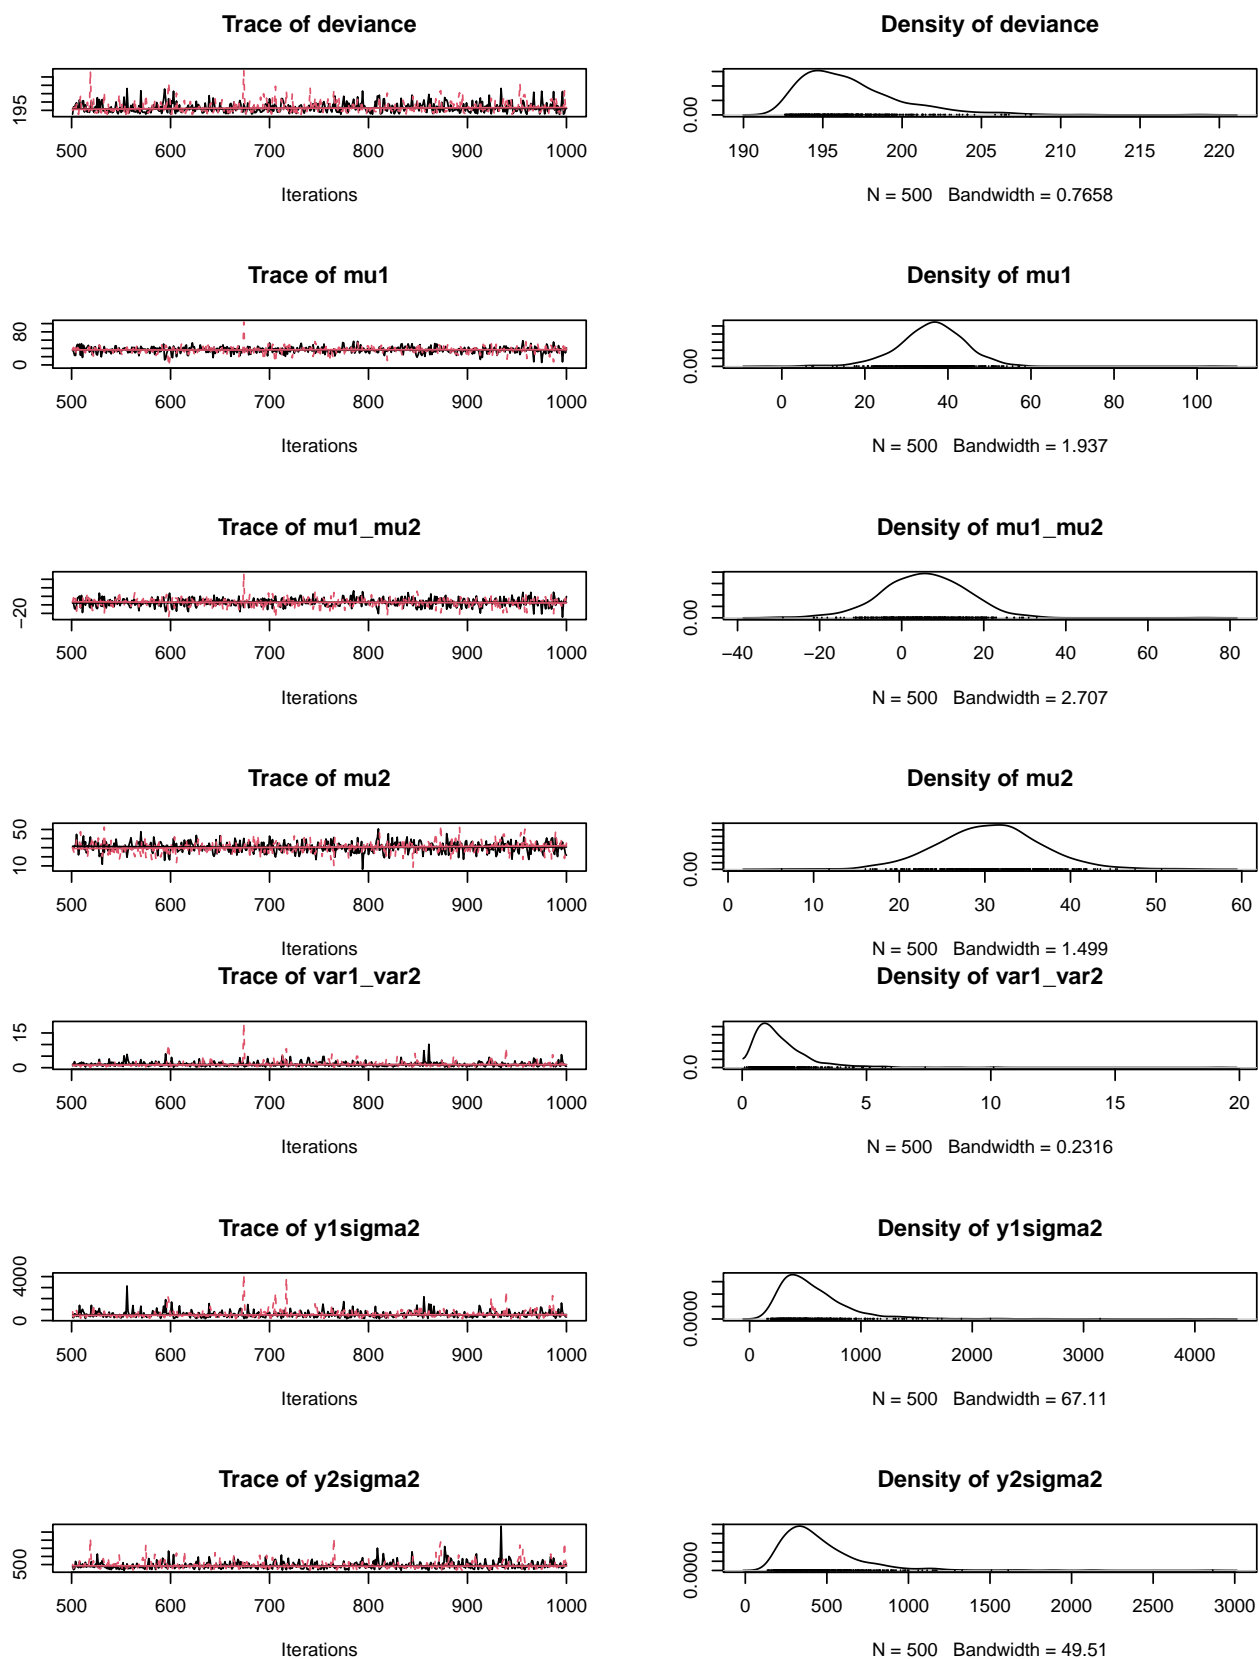 Trace of deviance
195
500 600 700 800 900 1000
Iterations
Density of deviance
0.00
190 195 200 205 210 215 220
N = 500 Bandwidth = 0.7658
Trace of mu1
0 80
500 600 700 800 900 1000
Iterations
Density of mu1
0.00
0 20 40 60 80 100
N = 500 Bandwidth = 1.937
Trace of mu1_mu2
−20
500 600 700 800 900 1000
Iterations
Density of mu1_mu2
0.00
−40 −20 0 20 40 60 80
N = 500 Bandwidth = 2.707
Trace of mu2
10 50
500 600 700 800 900 1000
Iterations
Density of mu2
0.00
0 10 20 30 40 50 60
N = 500 Bandwidth = 1.499
Trace of var1_var2
0 15
500 600 700 800 900 1000
Iterations
Density of var1_var2
0.0
0 5 10 15 20
N = 500 Bandwidth = 0.2316
Trace of y1sigma2
0 4000
500 600 700 800 900 1000
Iterations
Density of y1sigma2
0.0000
0 1000 2000 3000 4000
N = 500 Bandwidth = 67.11
Trace of y2sigma2
500
500 600 700 800 900 1000
Iterations
Density of y2sigma2
0.0000
0 500 1000 1500 2000 2500 3000
N = 500 Bandwidth = 49.51